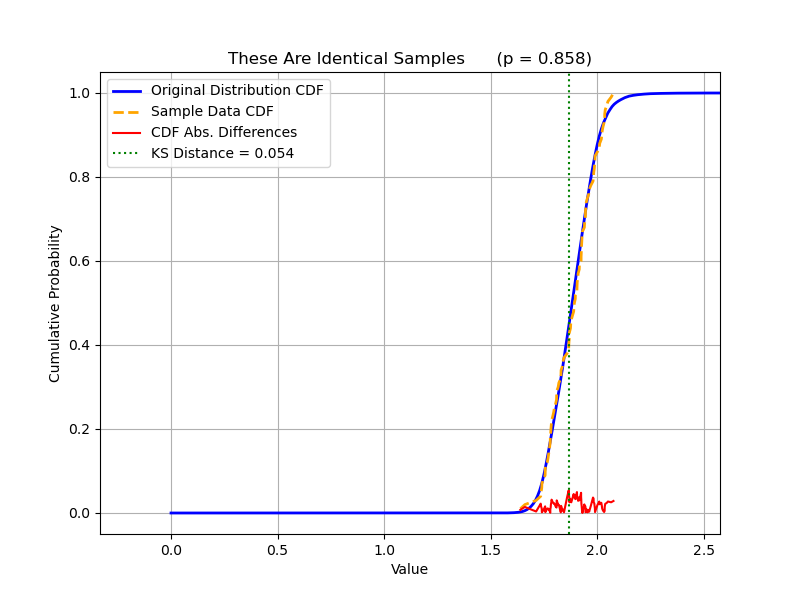 These Are Identical Samples      (p = 0.858)
Original Distribution CDF
Sample Data CDF
CDF Abs. Differences
KS Distance = 0.054
1.0
0.8
0.6
0.4
0.2
0.0
Cumulative Probability
0.0 0.5 1.0 1.5 2.0 2.5
Value